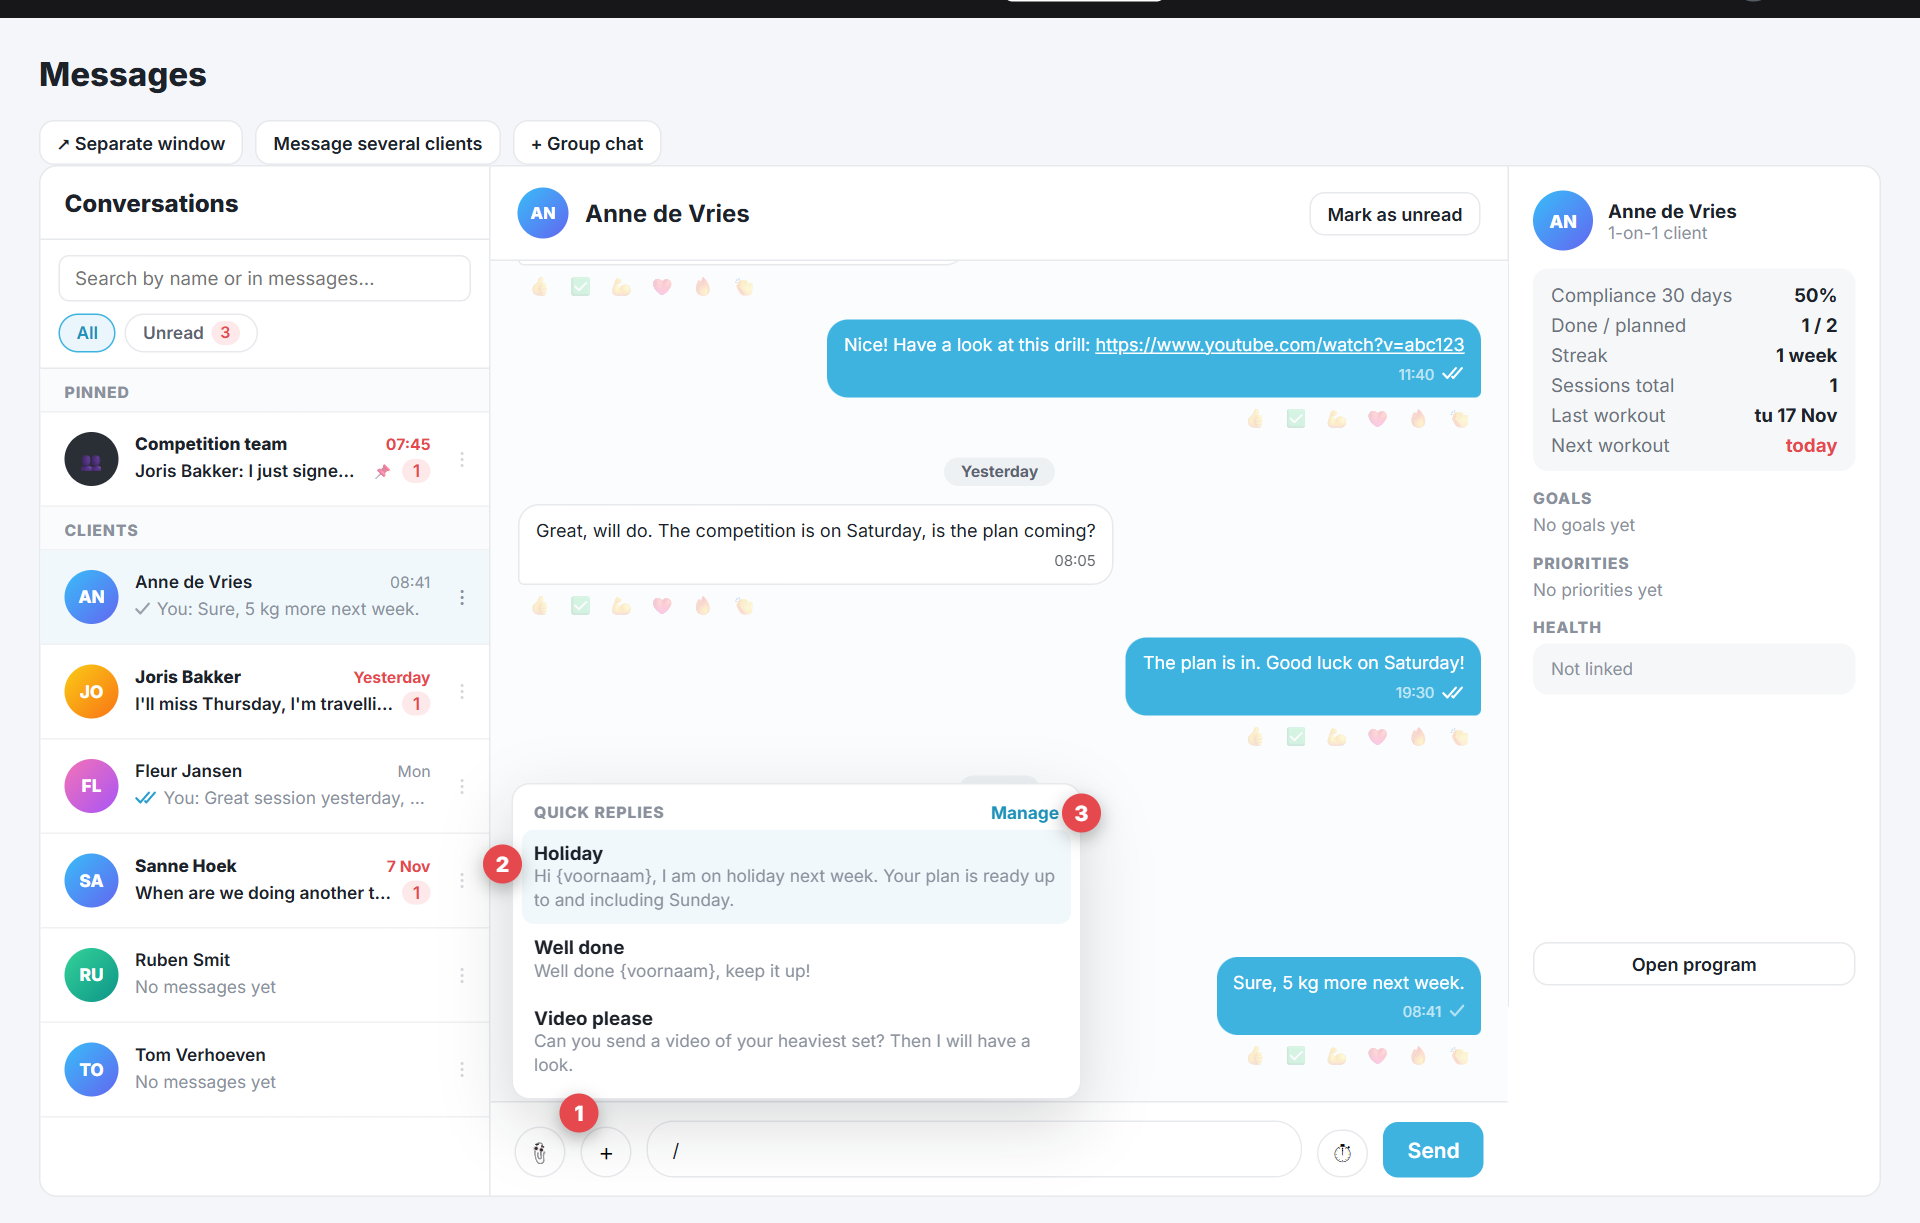 Messages
↗ Separate window
Message several clients
+ Group chat
Conversations
Search by name or in messages...
All
Unread 3
PINNED
Competition team 07:45
Joris Bakker: I just signe... 1
CLIENTS
AN
Anne de Vries 08:41
You: Sure, 5 kg more next week.
JO
Joris Bakker Yesterday
I'll miss Thursday, I'm travelli... 1
FL
Fleur Jansen Mon
You: Great session yesterday, ...
SA
Sanne Hoek 7 Nov
When are we doing another t... 1
RU
Ruben Smit
No messages yet
TO
Tom Verhoeven
No messages yet
AN
Anne de Vries
Mark as unread
Nice! Have a look at this drill: https://www.youtube.com/watch?v=abc123
11:40
Yesterday
Great, will do. The competition is on Saturday, is the plan coming?
08:05
The plan is in. Good luck on Saturday!
19:30
QUICK REPLIES
Manage 3
2
Holiday
Hi {voornaam}, I am on holiday next week. Your plan is ready up
to and including Sunday.
Well done
Well done {voornaam}, keep it up!
Video please
Can you send a video of your heaviest set? Then I will have a
look.
Sure, 5 kg more next week.
08:41
1
+
/
Send
AN
Anne de Vries
1-on-1 client
Compliance 30 days 50%
Done / planned 1 / 2
Streak 1 week
Sessions total 1
Last workout tu 17 Nov
Next workout today
GOALS
No goals yet
PRIORITIES
No priorities yet
HEALTH
Not linked
Open program